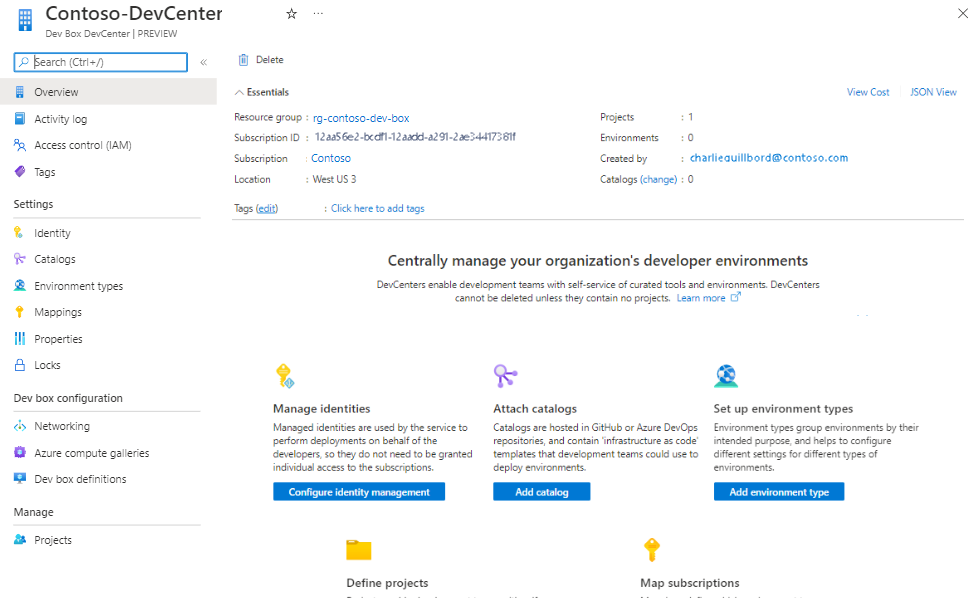 Contoso-DevCenter
Dev Box DevCenter | PREVIEW
Search (Ctrl+/)
Overview
Activity log
Access control (IAM)
Tags
Settings
Identity
Catalogs
Environment types
Mappings
Properties
Locks
Dev box configuration
Networking
Azure compute galleries
Dev box definitions
Manage
Projects
Delete
Essentials
View Cost
JSON View
Resource group : rg-contoso-dev-box
Subscription ID : 12aa56e2-bcdf1-12aadd-a291-2ae34417381f
Subscription : Contoso
Location : West US 3
Projects : 1
Environments : 0
Created by : charliequillbord@contoso.com
Catalogs (change) : 0
Tags (edit) : Click here to add tags
Centrally manage your organization's developer environments
DevCenters enable development teams with self-service of curated tools and environments. DevCenters
cannot be deleted unless they contain no projects. Learn more
Manage identities
Managed identities are used by the service to
perform deployments on behalf of the
developers, so they do not need to be granted
individual access to the subscriptions.
Configure identity management
Attach catalogs
Catalogs are hosted in GitHub or Azure DevOps
repositories, and contain 'infrastructure as code'
templates that development teams could use to
deploy environments.
Add catalog
Set up environment types
Environment types group environments by their
intended purpose, and helps to configure
different settings for different types of
environments.
Add environment type
Define projects
Map subscriptions